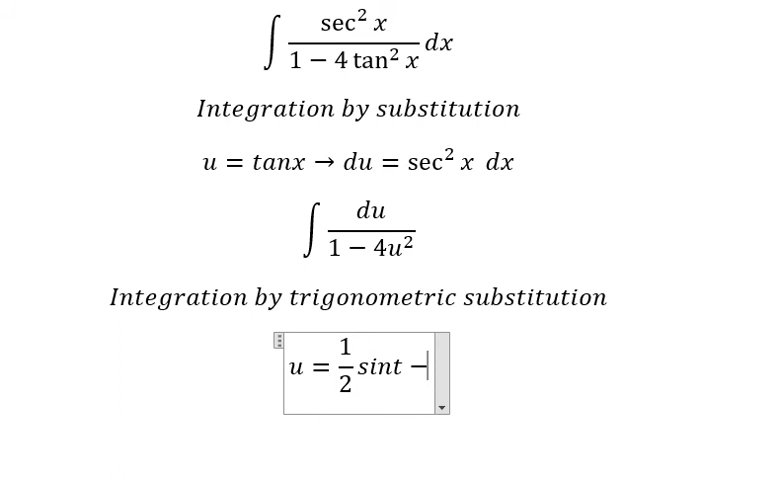 ∫ sec² x / (1 − 4 tan² x) dx
Integration by substitution
u = tanx → du = sec² x dx
∫ du / (1 − 4u²)
Integration by trigonometric substitution
u = 1/2 sint −